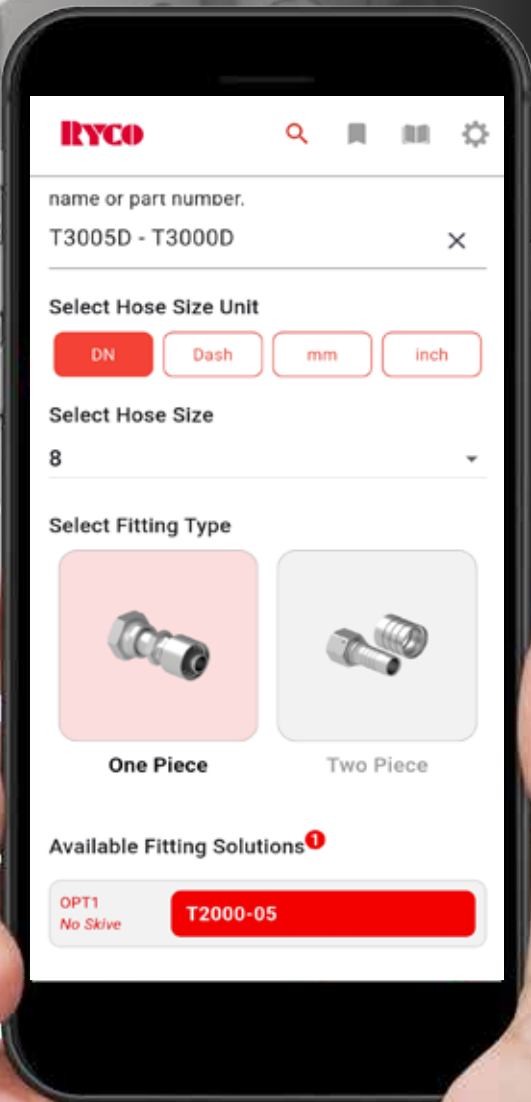 RYCO
name or part number.
T3005D - T3000D
Select Hose Size Unit
DN Dash mm inch
Select Hose Size
8
Select Fitting Type
One Piece Two Piece
Available Fitting Solutions 1
OPT1
No Skive
T2000-05